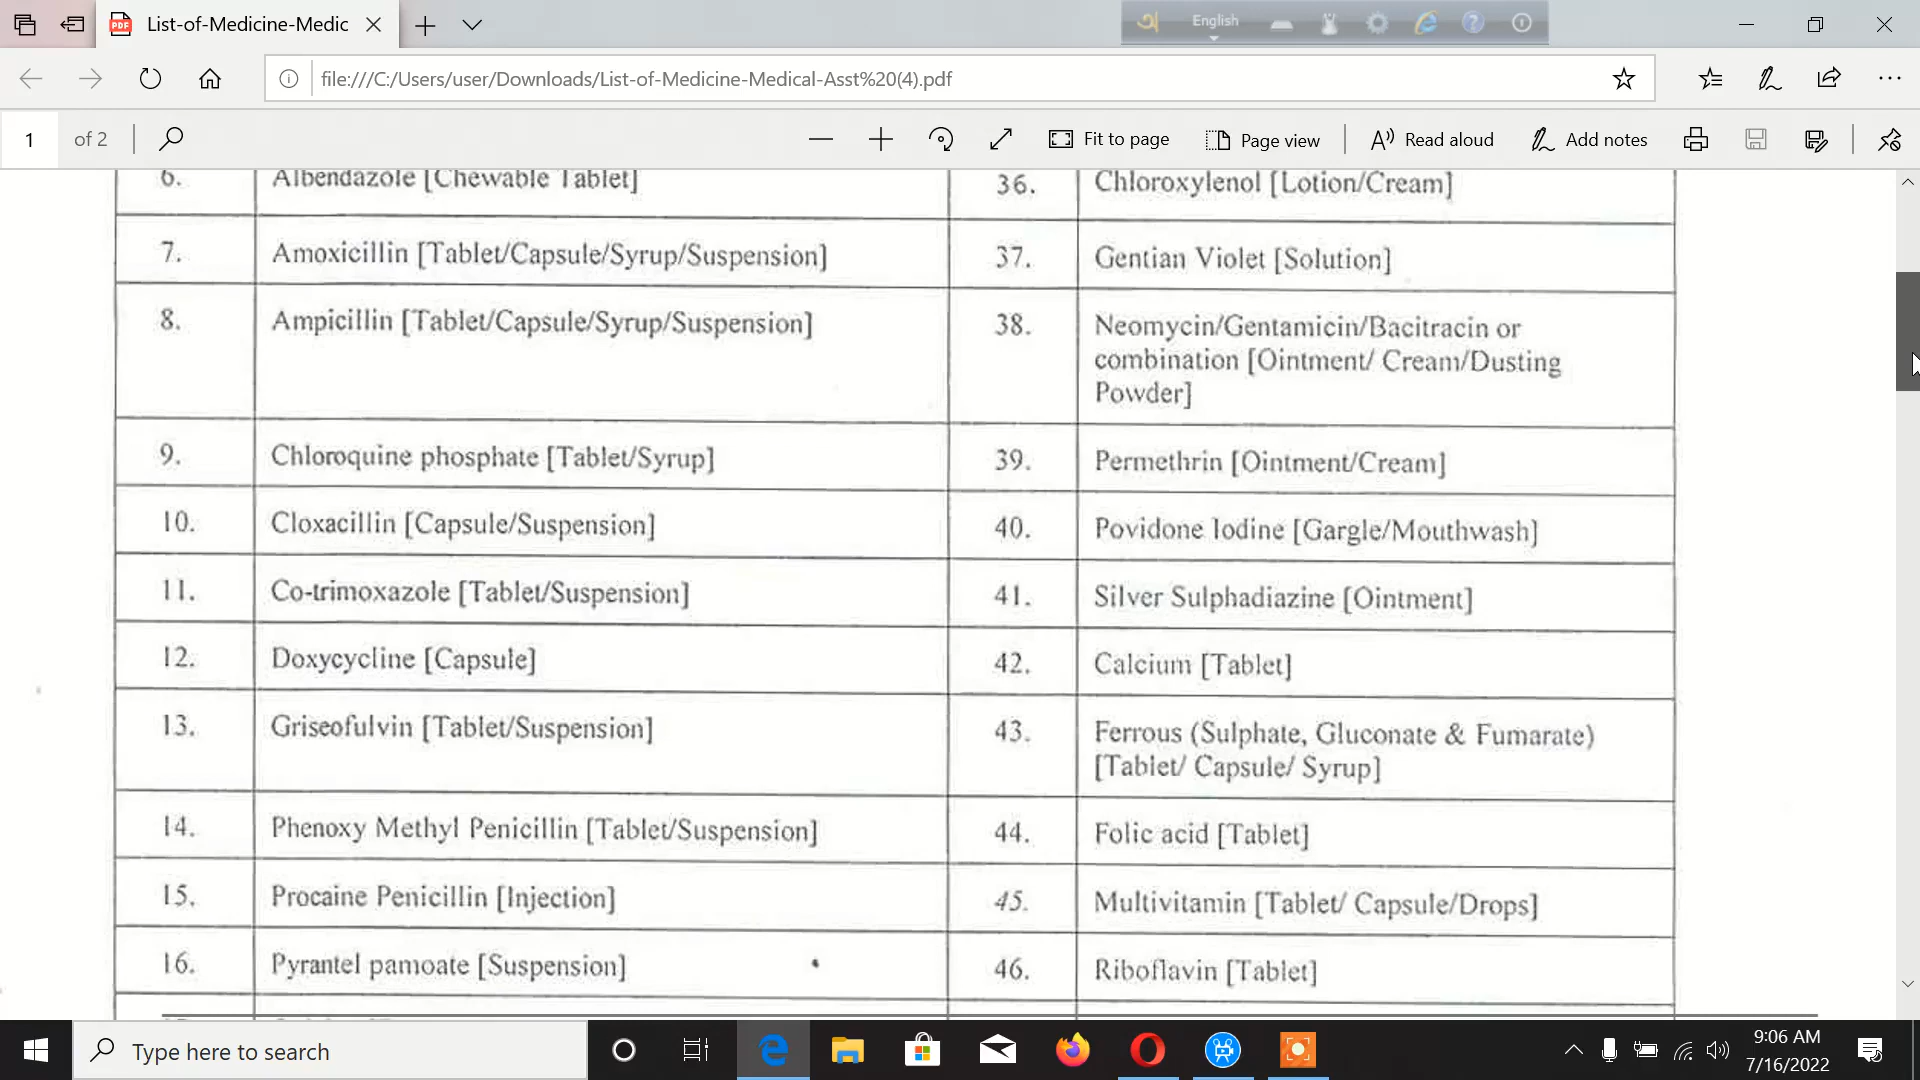 List-of-Medicine-Medic
English
file:///C:/Users/user/Downloads/List-of-Medicine-Medical-Asst%20(4).pdf
1 of 2
Fit to page
Page view
Read aloud
Add notes
6. Albendazole [Chewable Tablet] 36. Chloroxylenol [Lotion/Cream]
7. Amoxicillin [Tablet/Capsule/Syrup/Suspension] 37. Gentian Violet [Solution]
8. Ampicillin [Tablet/Capsule/Syrup/Suspension] 38. Neomycin/Gentamicin/Bacitracin or
combination [Ointment/ Cream/Dusting
Powder]
9. Chloroquine phosphate [Tablet/Syrup] 39. Permethrin [Ointment/Cream]
10. Cloxacillin [Capsule/Suspension] 40. Povidone Iodine [Gargle/Mouthwash]
11. Co-trimoxazole [Tablet/Suspension] 41. Silver Sulphadiazine [Ointment]
12. Doxycycline [Capsule] 42. Calcium [Tablet]
13. Griseofulvin [Tablet/Suspension] 43. Ferrous (Sulphate, Gluconate & Fumarate)
[Tablet/ Capsule/ Syrup]
14. Phenoxy Methyl Penicillin [Tablet/Suspension] 44. Folic acid [Tablet]
15. Procaine Penicillin [Injection] 45. Multivitamin [Tablet/ Capsule/Drops]
16. Pyrantel pamoate [Suspension] 46. Riboflavin [Tablet]
Type here to search
9:06 AM
7/16/2022